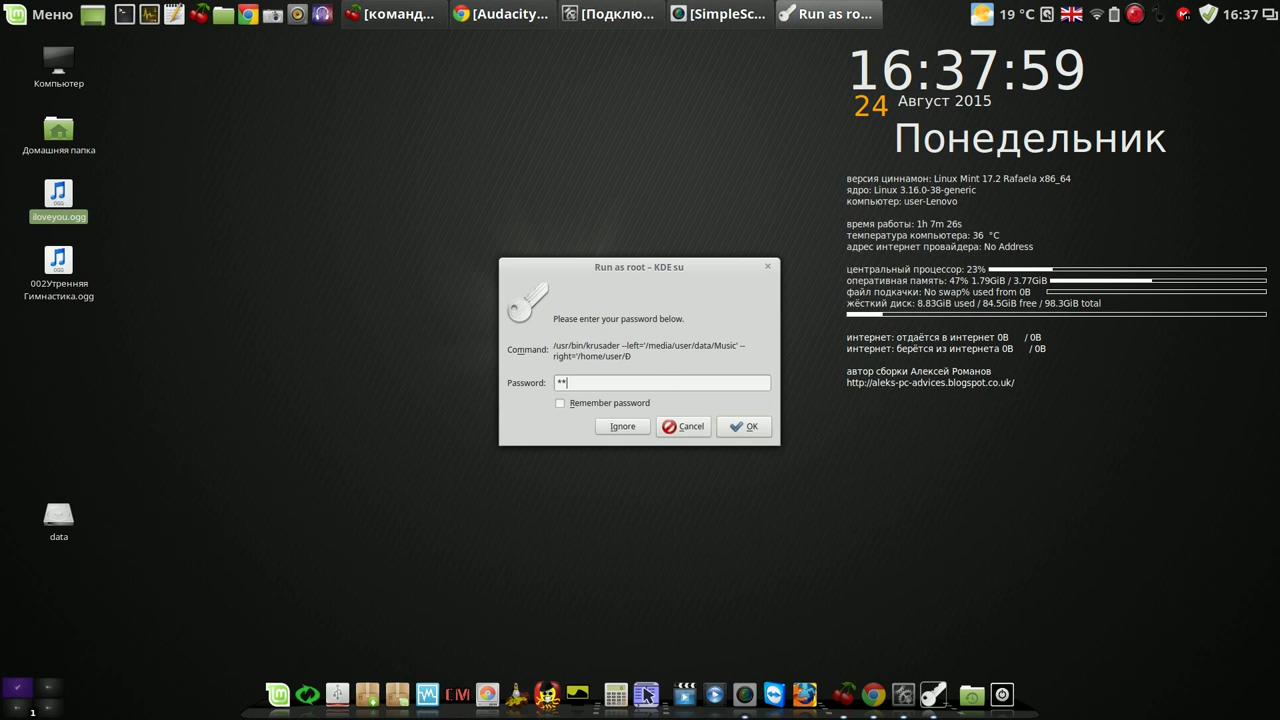 Меню
[команд...
[Audacity...
[Подклю...
[SimpleSc...
Run as ro...
19 °C
16:37
Компьютер
Домашняя папка
OGG
iloveyou.ogg
OGG
002Утренняя
Гимнастика.ogg
data
16:37:59
24 Август 2015
Понедельник
версия циннамон: Linux Mint 17.2 Rafaela x86_64
ядро: Linux 3.16.0-38-generic
компьютер: user-Lenovo
время работы: 1h 7m 26s
температура компьютера: 36 °C
адрес интернет провайдера: No Address
центральный процессор: 23%
оперативная память: 47% 1.79GiB / 3.77GiB
файл подкачки: No swap% used from 0B
жёсткий диск: 8.83GiB used / 84.5GiB free / 98.3GiB total
интернет: отдаётся в интернет 0B / 0B
интернет: берётся из интернета 0B / 0B
автор сборки Алексей Романов
http://aleks-pc-advices.blogspot.co.uk/
Run as root – KDE su
Please enter your password below.
Command: /usr/bin/krusader --left='/media/user/data/Music' --
right='/home/user/Ð
Password: **
Remember password
Ignore
Cancel
OK
1